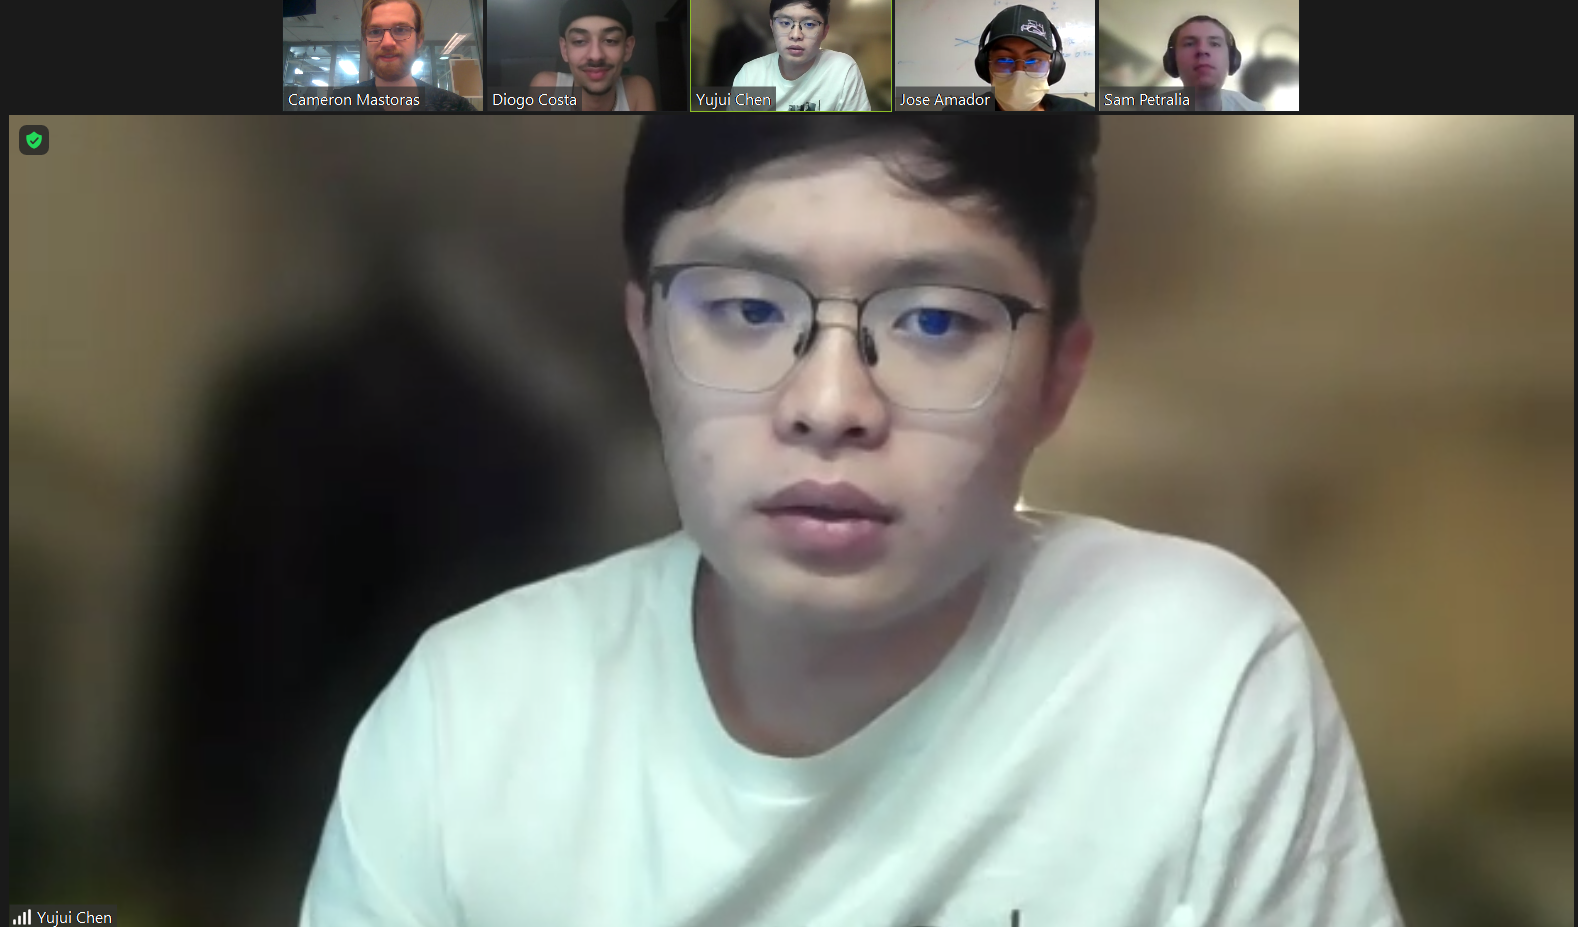 Cameron Mastoras
Diogo Costa
Yujui Chen
Jose Amador
Sam Petralia
Yujui Chen